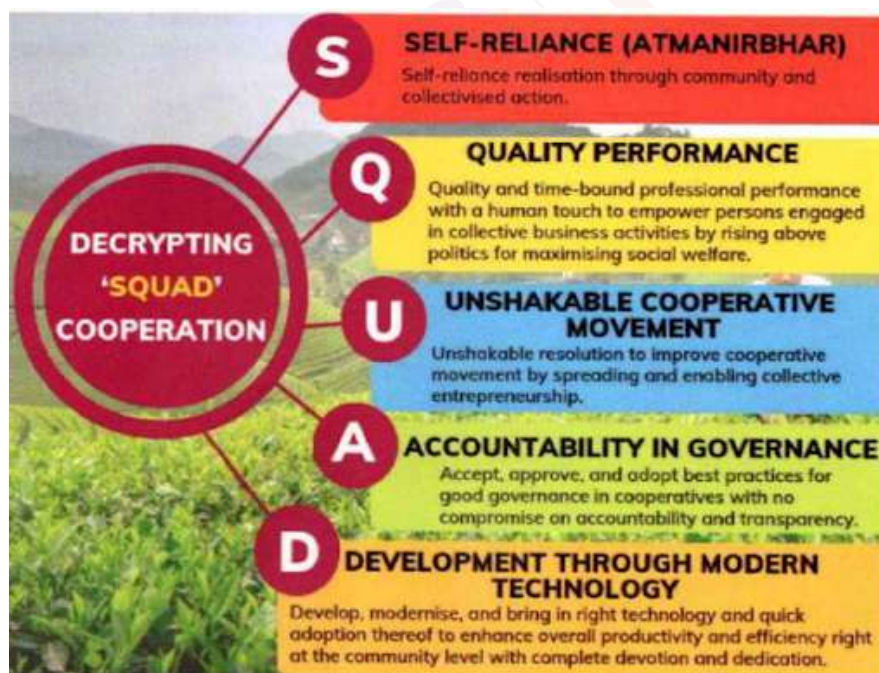 DECRYPTING
‘SQUAD’
COOPERATION
S
SELF-RELIANCE (ATMANIRBHAR)
Self-reliance realisation through community and
collectivised action.
Q
QUALITY PERFORMANCE
Quality and time-bound professional performance
with a human touch to empower persons engaged
in collective business activities by rising above
politics for maximising social welfare.
U
UNSHAKABLE COOPERATIVE
MOVEMENT
Unshakable resolution to improve cooperative
movement by spreading and enabling collective
entrepreneurship.
A
ACCOUNTABILITY IN GOVERNANCE
Accept, approve, and adopt best practices for
good governance in cooperatives with no
compromise on accountability and transparency.
D
DEVELOPMENT THROUGH MODERN
TECHNOLOGY
Develop, modernise, and bring in right technology and quick
adoption thereof to enhance overall productivity and efficiency right
at the community level with complete devotion and dedication.